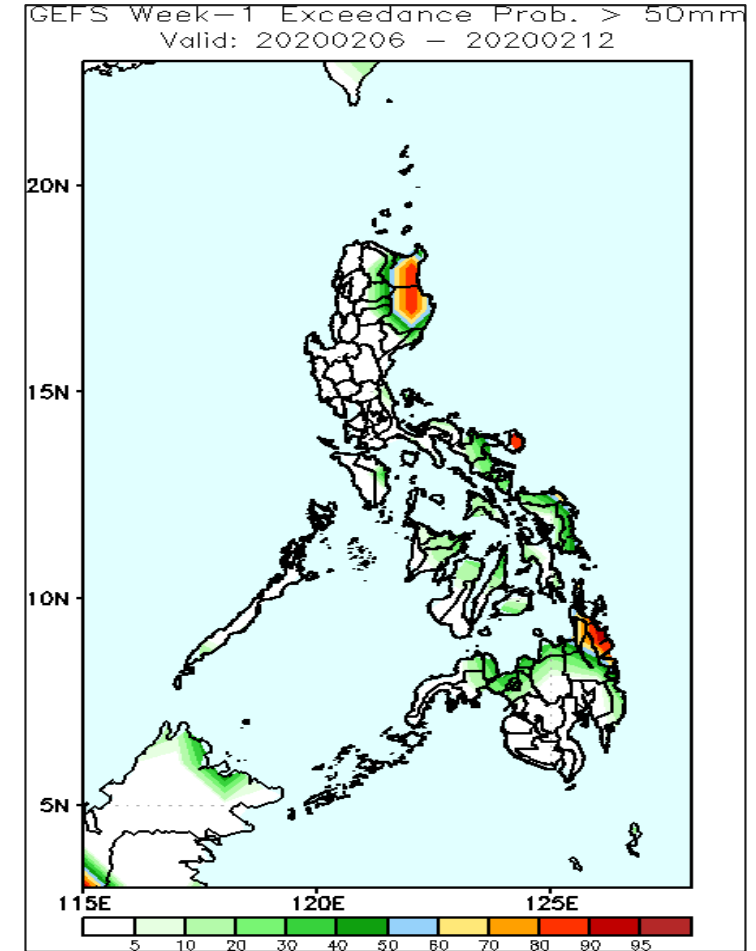 GEFS Week-1 Exceedance Prob. > 50mm
Valid: 20200206 - 20200212
20N
15N
10N
5N
115E 120E 125E
5 10 20 30 40 50 60 70 80 90 95